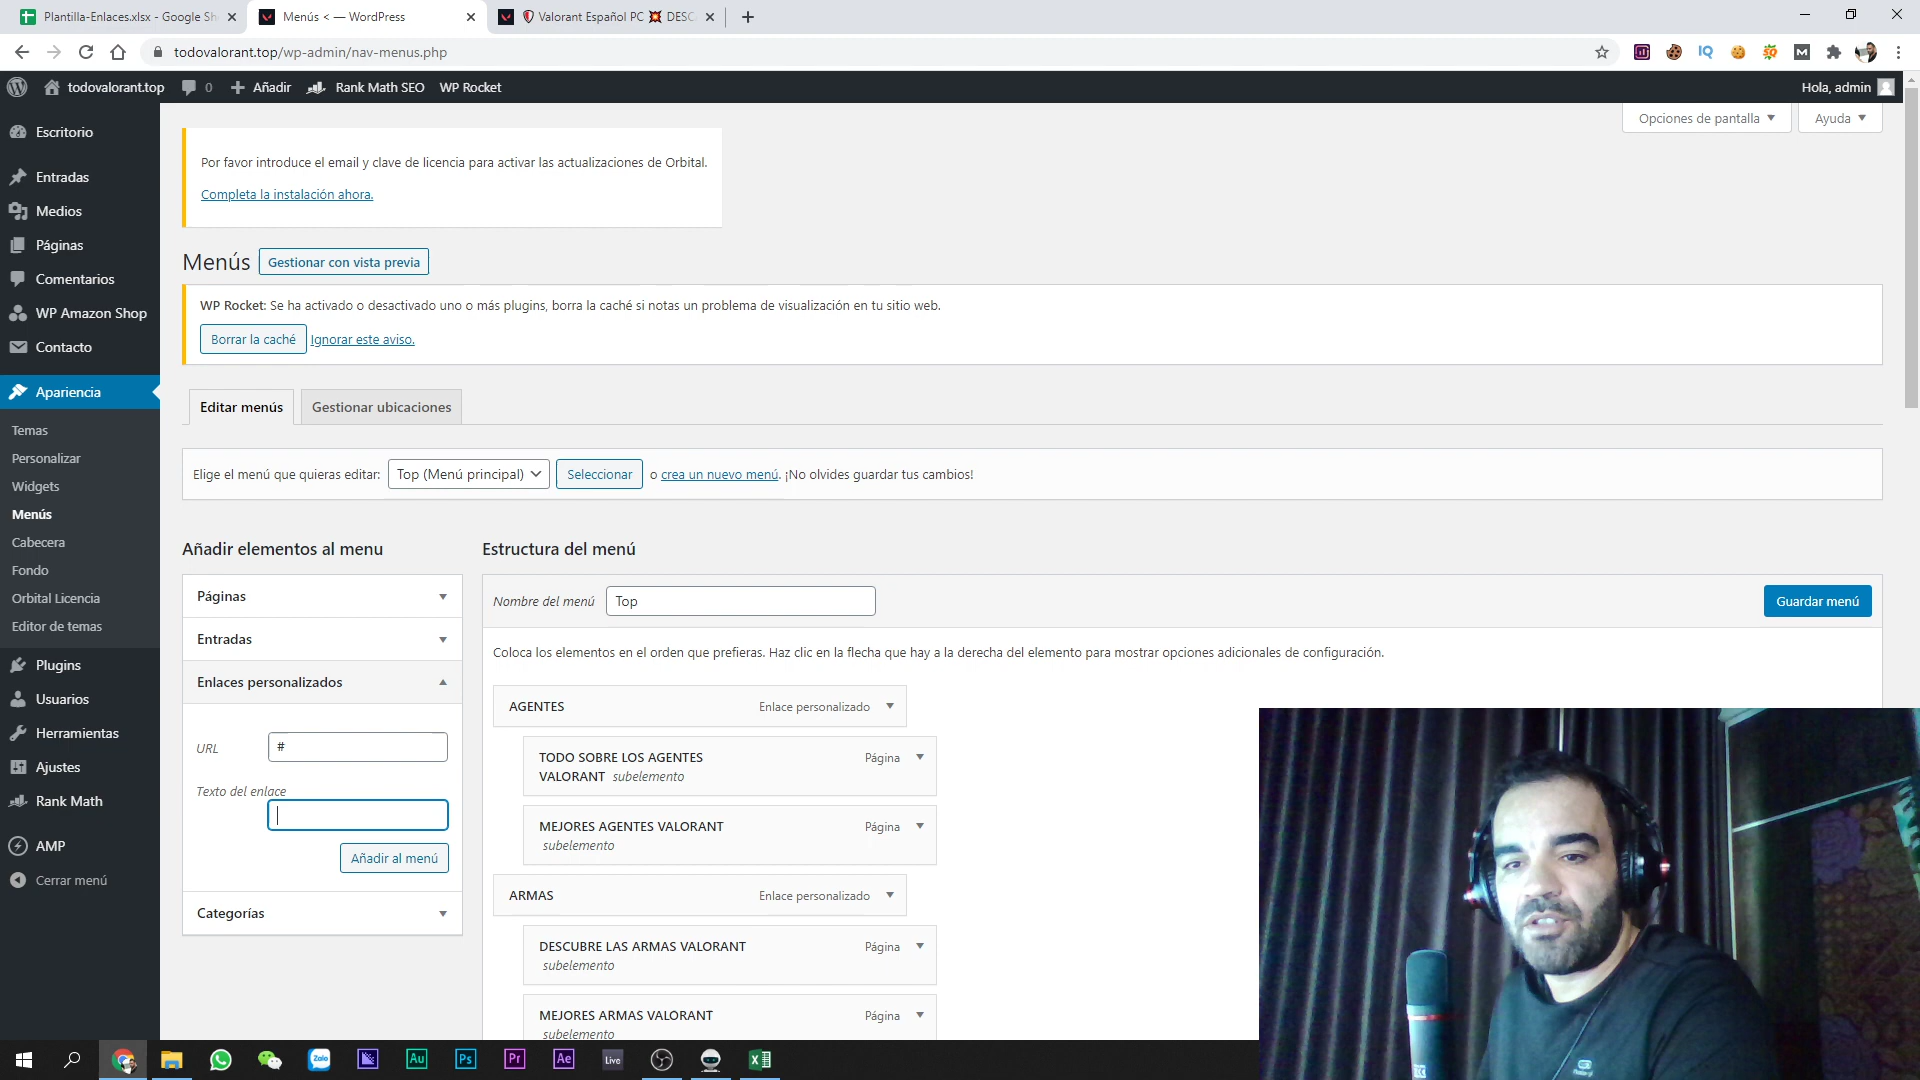 Plantilla-Enlaces.xlsx - Google Sh
Menús < — WordPress
Valorant Español PC 💥 DESC
todovalorant.top/wp-admin/nav-menus.php
todovalorant.top
0
Añadir
Rank Math SEO
WP Rocket
Hola, admin
Opciones de pantalla
Ayuda
Escritorio
Entradas
Medios
Páginas
Comentarios
WP Amazon Shop
Contacto
Apariencia
Temas
Personalizar
Widgets
Menús
Cabecera
Fondo
Orbital Licencia
Editor de temas
Plugins
Usuarios
Herramientas
Ajustes
Rank Math
AMP
Cerrar menú
Por favor introduce el email y clave de licencia para activar las actualizaciones de Orbital.
Completa la instalación ahora.
Menús
Gestionar con vista previa
WP Rocket: Se ha activado o desactivado uno o más plugins, borra la caché si notas un problema de visualización en tu sitio web.
Borrar la caché
Ignorar este aviso.
Editar menús
Gestionar ubicaciones
Elige el menú que quieras editar:
Top (Menú principal)
Seleccionar
o crea un nuevo menú. ¡No olvides guardar tus cambios!
Añadir elementos al menu
Páginas
Entradas
Enlaces personalizados
URL
#
Texto del enlace
Añadir al menú
Categorías
Estructura del menú
Nombre del menú
Top
Guardar menú
Coloca los elementos en el orden que prefieras. Haz clic en la flecha que hay a la derecha del elemento para mostrar opciones adicionales de configuración.
AGENTES
Enlace personalizado
TODO SOBRE LOS AGENTES
VALORANT subelemento
Página
MEJORES AGENTES VALORANT
subelemento
Página
ARMAS
Enlace personalizado
DESCUBRE LAS ARMAS VALORANT
subelemento
Página
MEJORES ARMAS VALORANT
subelemento
Página
Zalo
Au
Ps
Pr
Ae
Live